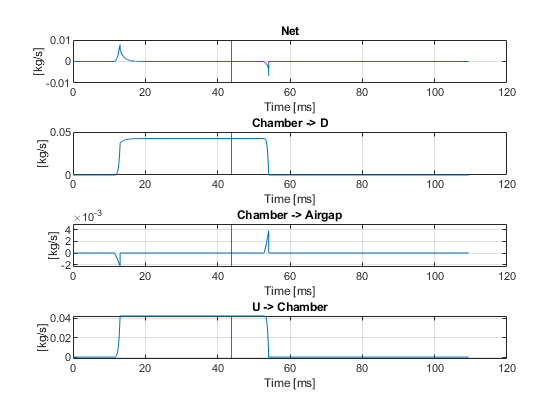 Net
0.01
0
-0.01
[kg/s]
0 20 40 60 80 100 120
Time [ms]
Chamber -> D
0.05
0
[kg/s]
0 20 40 60 80 100 120
Time [ms]
Chamber -> Airgap
×10-3
4
2
0
-2
[kg/s]
0 20 40 60 80 100 120
Time [ms]
U -> Chamber
0.04
0.02
0
[kg/s]
0 20 40 60 80 100 120
Time [ms]